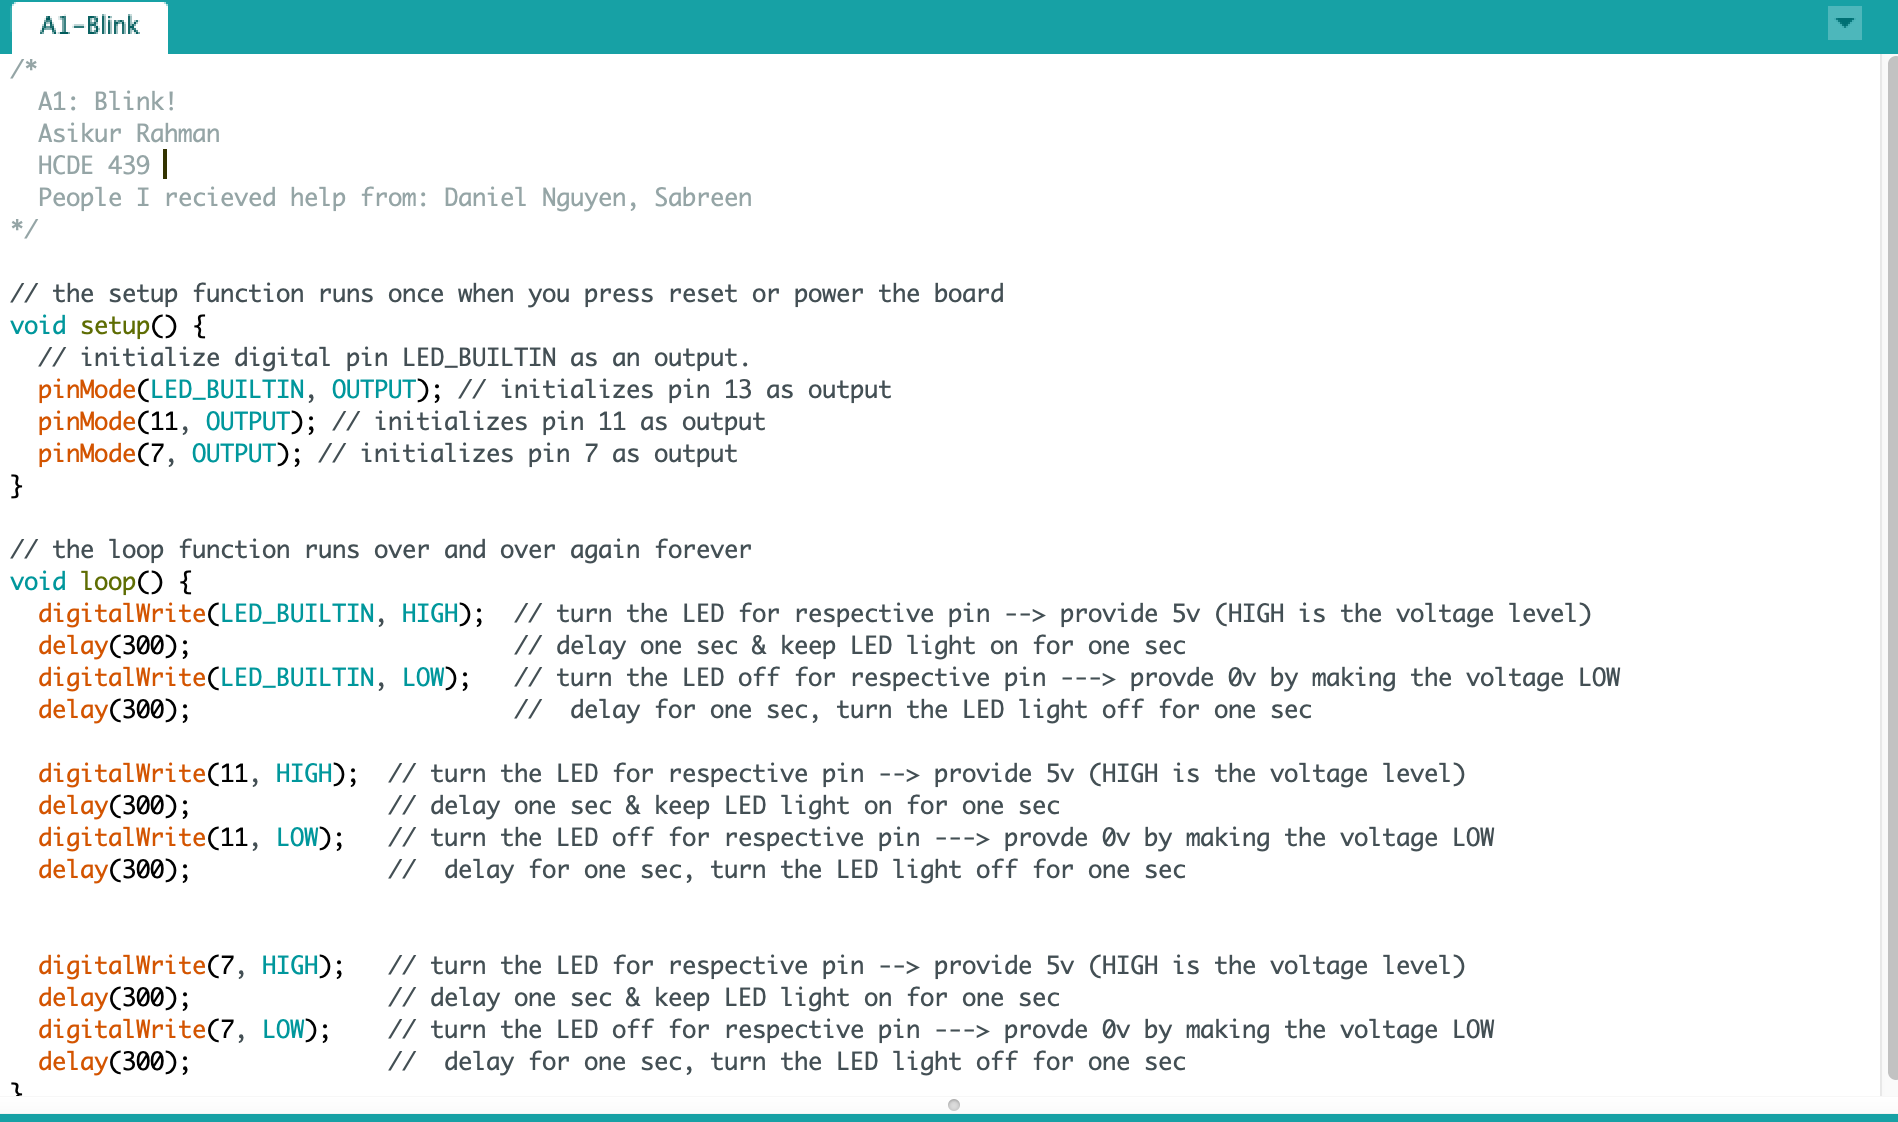 A1-Blink
/*
  A1: Blink!
  Asikur Rahman
  HCDE 439
  People I recieved help from: Daniel Nguyen, Sabreen
*/
// the setup function runs once when you press reset or power the board
void setup() {
  // initialize digital pin LED_BUILTIN as an output.
  pinMode(LED_BUILTIN, OUTPUT); // initializes pin 13 as output
  pinMode(11, OUTPUT); // initializes pin 11 as output
  pinMode(7, OUTPUT); // initializes pin 7 as output
}
// the loop function runs over and over again forever
void loop() {
  digitalWrite(LED_BUILTIN, HIGH);  // turn the LED for respective pin --> provide 5v (HIGH is the voltage level)
  delay(300);                       // delay one sec & keep LED light on for one sec
  digitalWrite(LED_BUILTIN, LOW);   // turn the LED off for respective pin ---> provde 0v by making the voltage LOW
  delay(300);                       //  delay for one sec, turn the LED light off for one sec
  digitalWrite(11, HIGH);  // turn the LED for respective pin --> provide 5v (HIGH is the voltage level)
  delay(300);              // delay one sec & keep LED light on for one sec
  digitalWrite(11, LOW);   // turn the LED off for respective pin ---> provde 0v by making the voltage LOW
  delay(300);              //  delay for one sec, turn the LED light off for one sec
  digitalWrite(7, HIGH);   // turn the LED for respective pin --> provide 5v (HIGH is the voltage level)
  delay(300);              // delay one sec & keep LED light on for one sec
  digitalWrite(7, LOW);    // turn the LED off for respective pin ---> provde 0v by making the voltage LOW
  delay(300);              //  delay for one sec, turn the LED light off for one sec
}